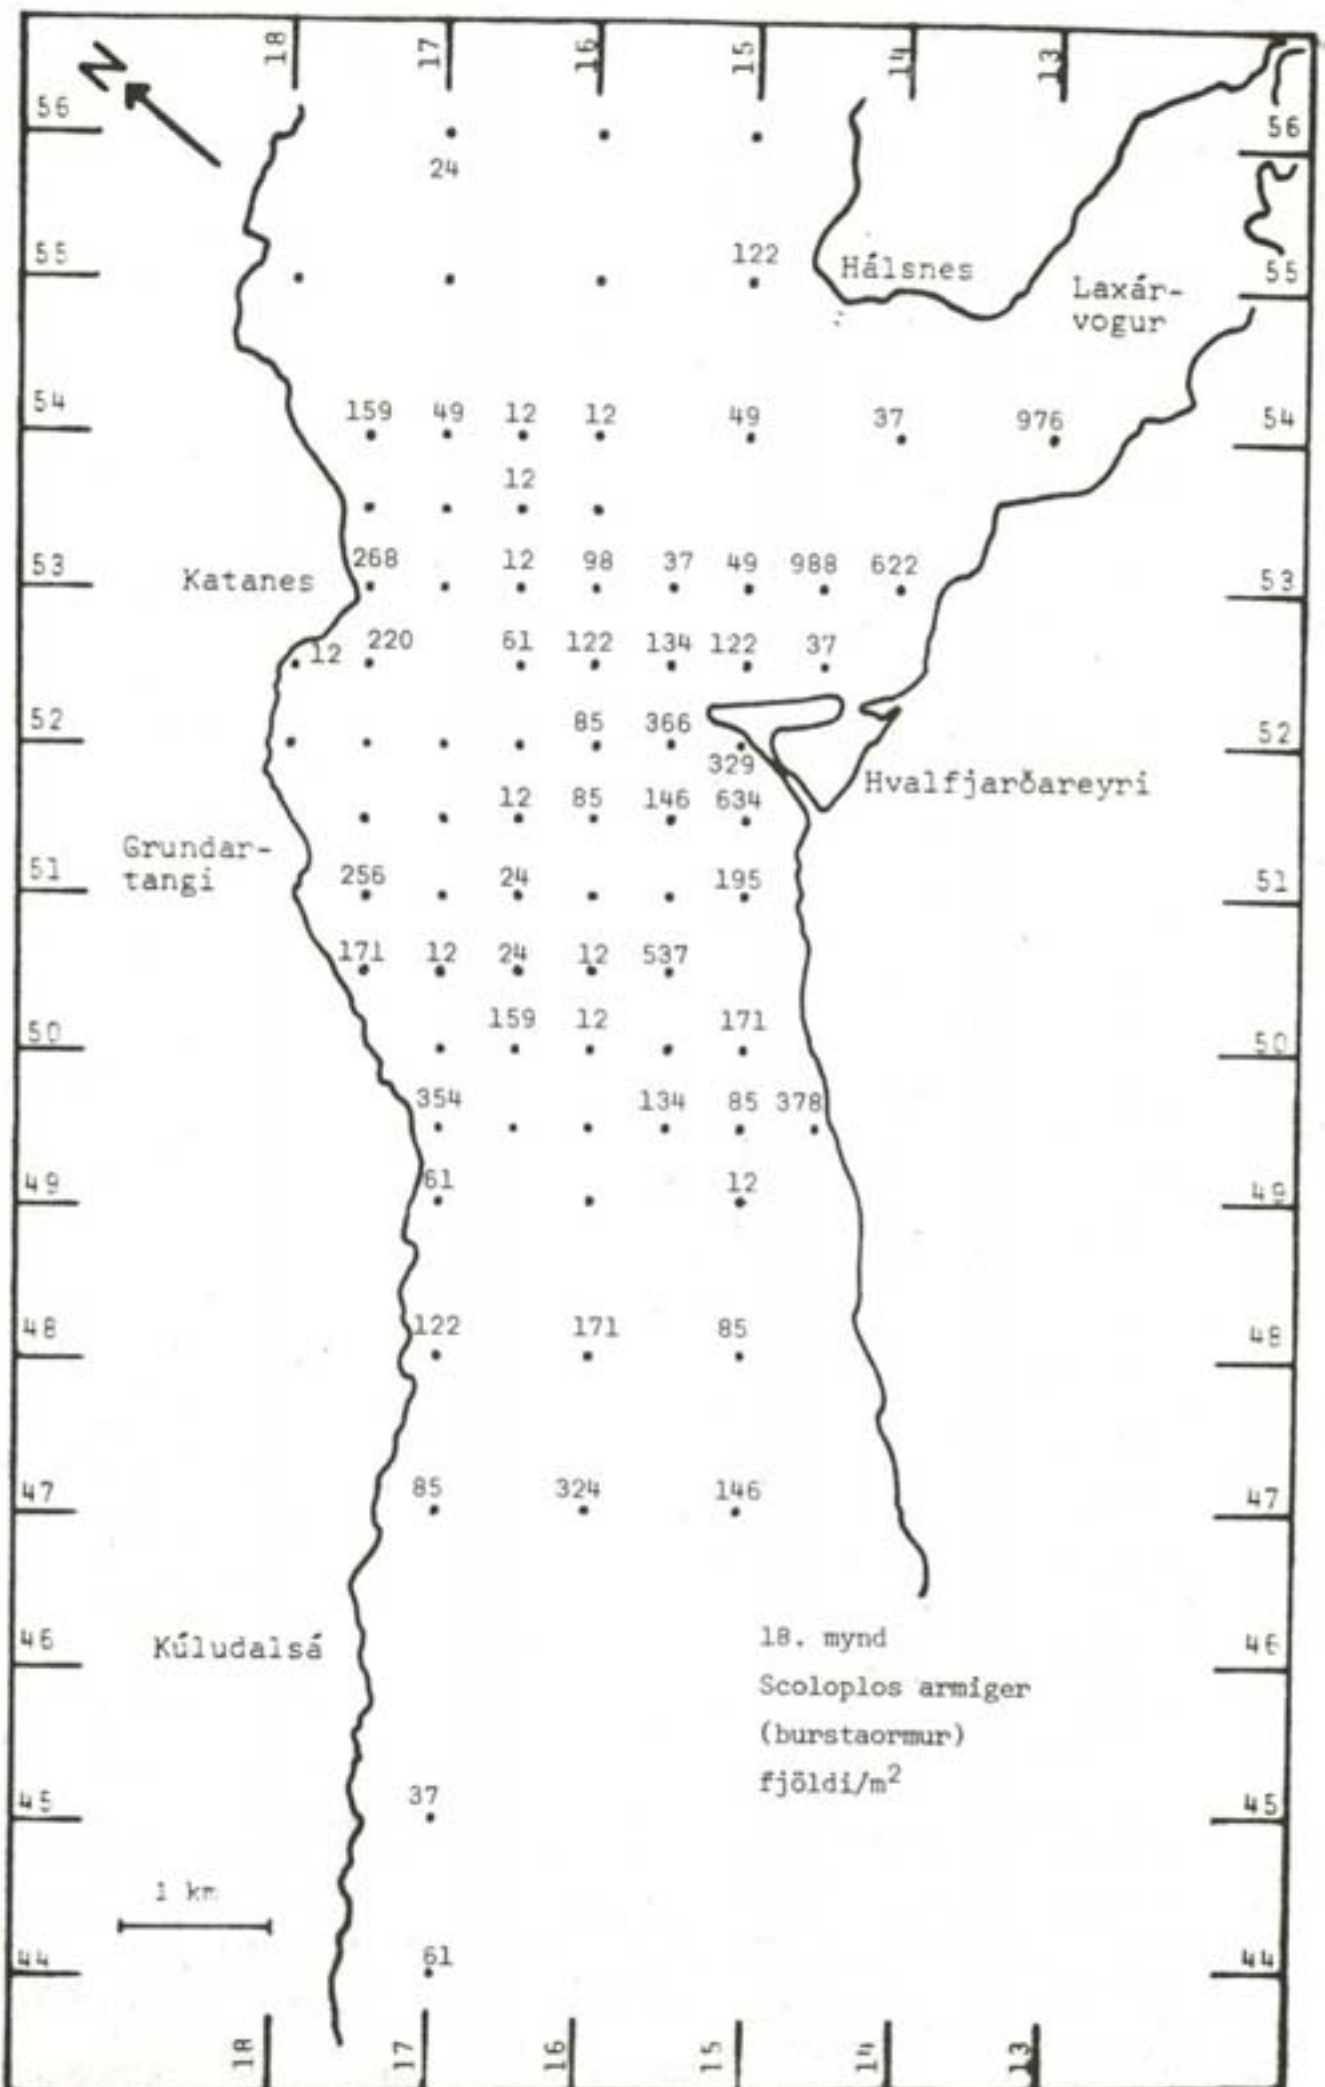 N
18 17 16 15 14 13
56 56
24
55 122 55
Hálsnes
Laxár-
vogur
54 159 49 12 12 49 37 976 54
12
53 268 12 98 37 49 988 622 53
Katanes
12 220 61 122 134 122 37
52 85 366 52
329
Hvalfjarðareyri
12 85 146 634
Grundar-
tangi
51 256 24 195 51
171 12 24 12 537
50 159 12 171 50
354 134 85 378
49 61 12 49
48 122 171 85 48
47 85 324 146 47
46 Kúludalsá 46
18. mynd
Scoloplos armiger
(burstaormur)
fjöldi/m²
45 37 45
1 km
44 61 44
18 17 16 15 14 13